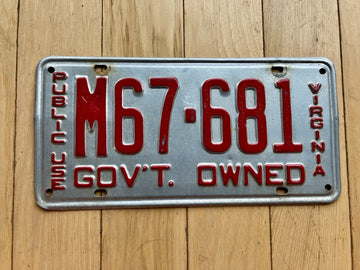 PUBLIC USE
M67-681
VIRGINIA
GOV'T. OWNED